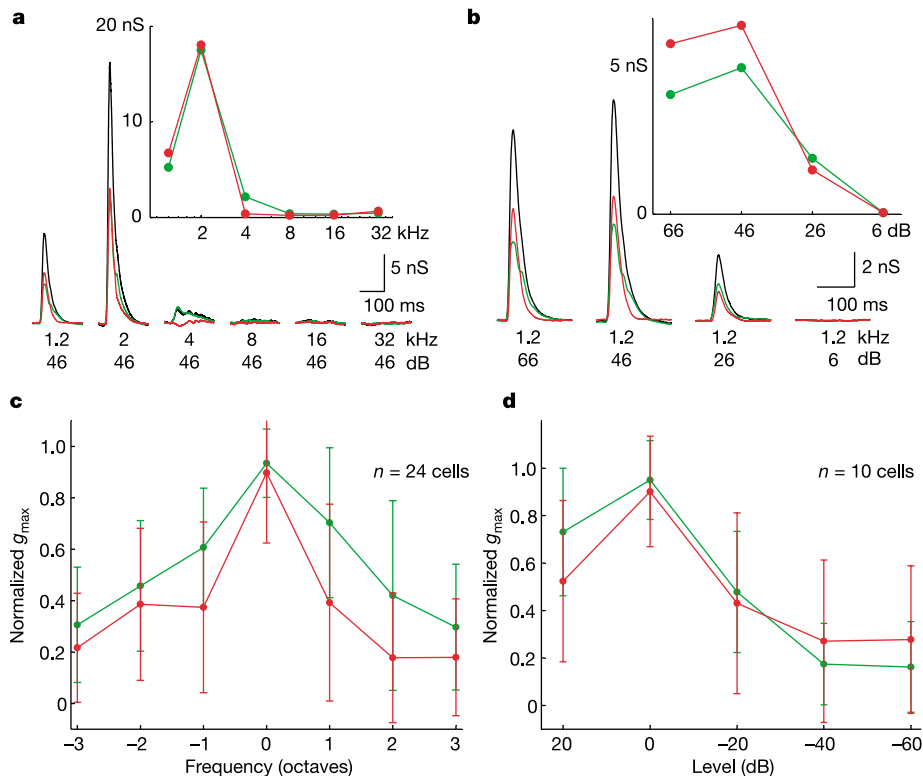 a
20 nS
10
0
2 4 8 16 32 kHz
5 nS
100 ms
1.2 2 4 8 16 32 kHz
46 46 46 46 46 46 dB
b
5 nS
0
66 46 26 6 dB
2 nS
100 ms
1.2 1.2 1.2 1.2 kHz
66 46 26 6 dB
c
1.0
0.8
0.6
0.4
0.2
0
Normalized gmax
n = 24 cells
–3 –2 –1 0 1 2 3
Frequency (octaves)
d
1.0
0.8
0.6
0.4
0.2
0
Normalized gmax
n = 10 cells
20 0 –20 –40 –60
Level (dB)